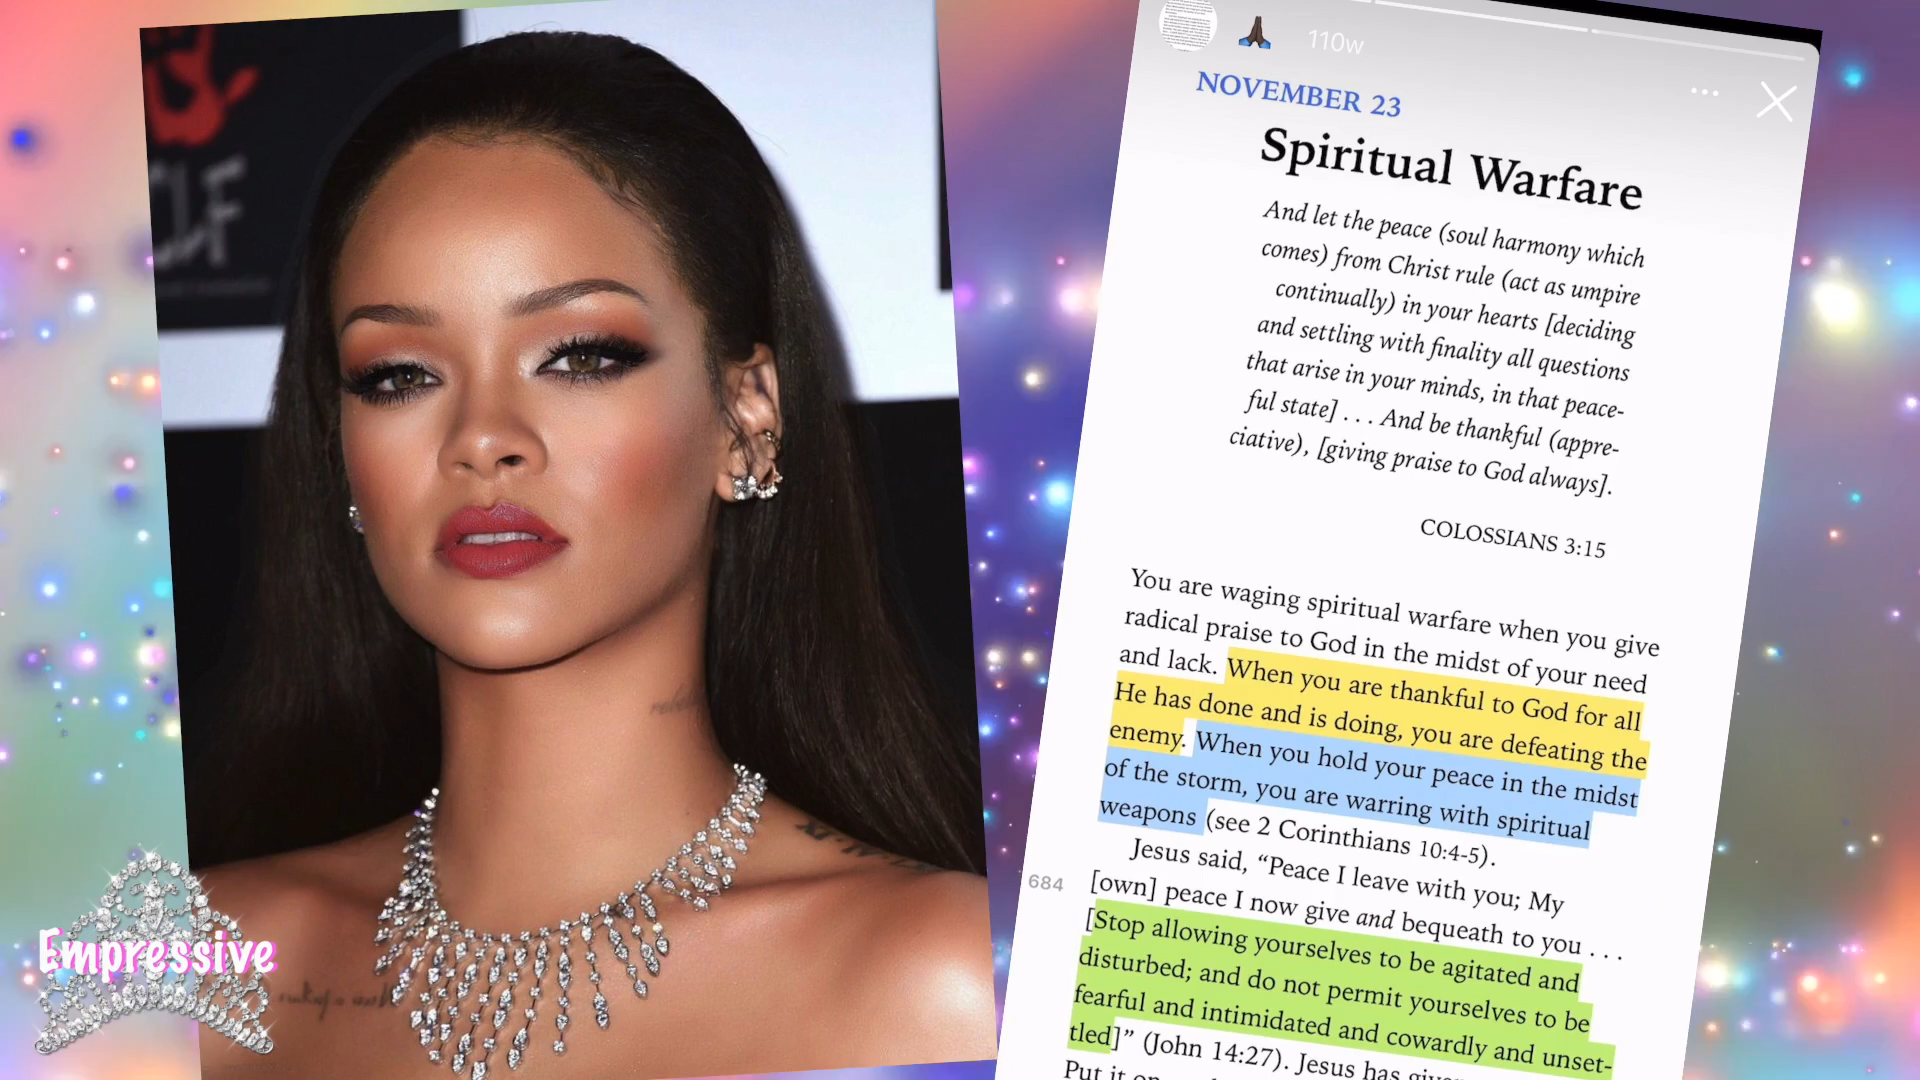 CLF
Empressive
110w
NOVEMBER 23
Spiritual Warfare
And let the peace (soul harmony which
comes) from Christ rule (act as umpire
continually) in your hearts [deciding
and settling with finality all questions
that arise in your minds, in that peace-
ful state] . . . And be thankful (appre-
ciative), [giving praise to God always].
COLOSSIANS 3:15
You are waging spiritual warfare when you give
radical praise to God in the midst of your need
and lack. When you are thankful to God for all
He has done and is doing, you are defeating the
enemy. When you hold your peace in the midst
of the storm, you are warring with spiritual
weapons (see 2 Corinthians 10:4-5).
Jesus said, “Peace I leave with you; My
684
[own] peace I now give and bequeath to you . . .
[Stop allowing yourselves to be agitated and
disturbed; and do not permit yourselves to be
fearful and intimidated and cowardly and unset-
tled]” (John 14:27). Jesus has
Put it on